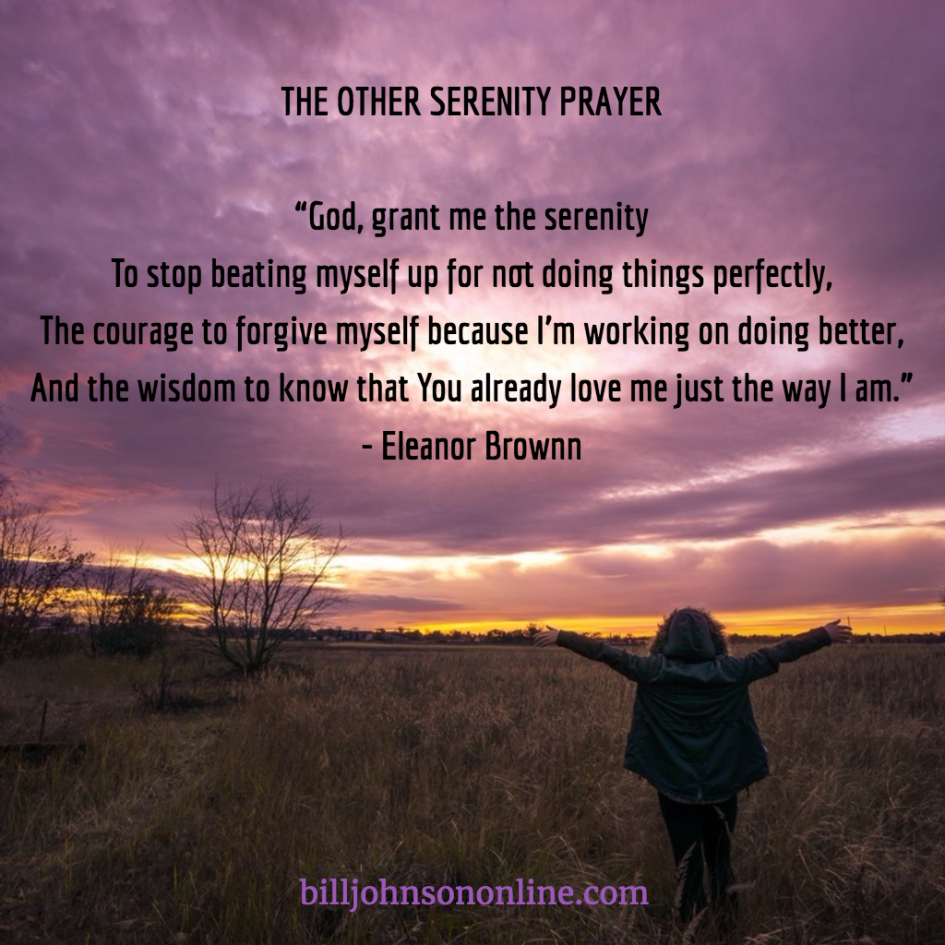 THE OTHER SERENITY PRAYER
“God, grant me the serenity
To stop beating myself up for not doing things perfectly,
The courage to forgive myself because I’m working on doing better,
And the wisdom to know that You already love me just the way I am.”
- Eleanor Brownn
billjohnsononline.com